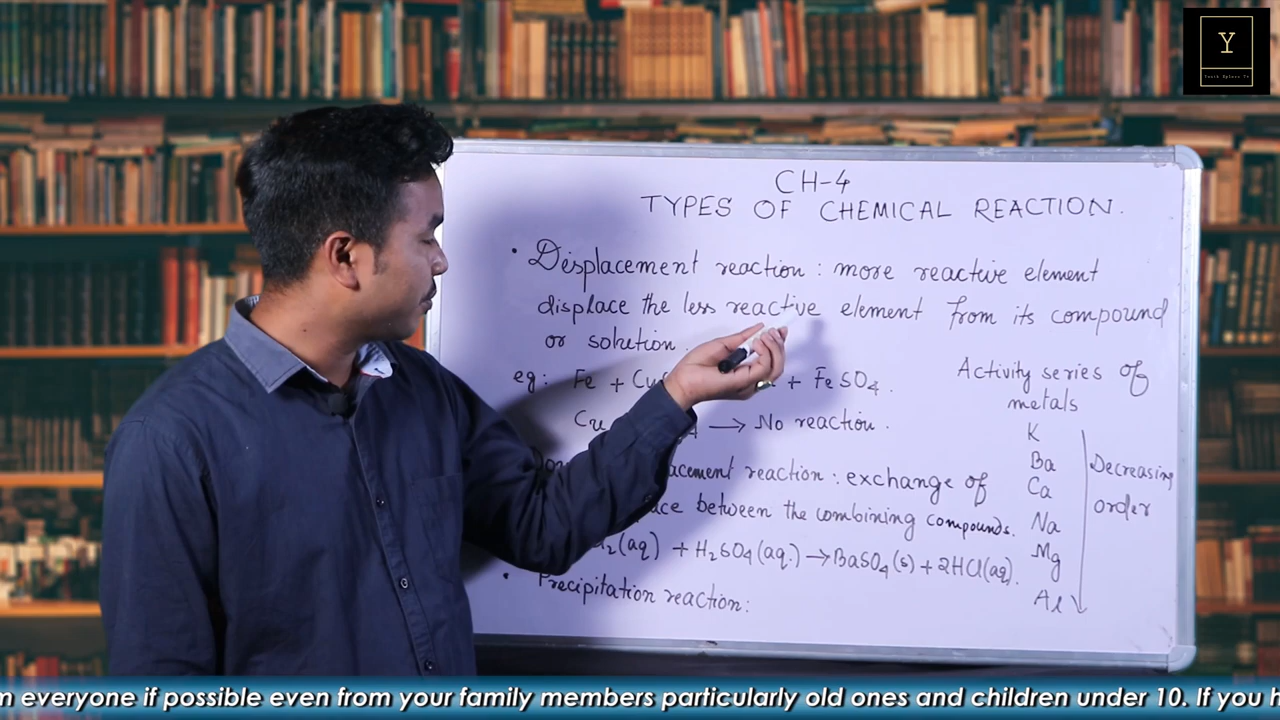 Y
CH-4
TYPES OF CHEMICAL REACTION.
• Displacement reaction : more reactive element
displace the less reactive element from its compound
or solution.
eg: Fe + + FeSO4.
Cu → No reaction.
reaction : exchange of
between the combining compounds.
(aq) + H2SO4(aq.) → BaSO4(s) + 2HCl(aq).
• Precipitation reaction:
Activity series of
metals
K
Ba
Ca
Na
Mg
Al
Decreasing
order
everyone if possible even from your family members particularly old ones and children under 10. If you